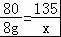 80/8g = 135/x